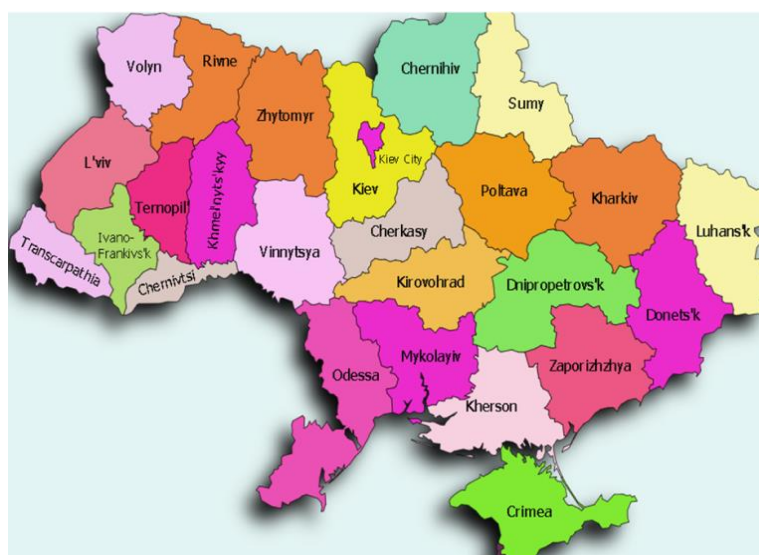 Volyn
Rivne
Zhytomyr
Chernihiv
Sumy
L'viv
Ternopil'
Khmel'nyts'kyy
Kiev City
Kiev
Poltava
Kharkiv
Luhans'k
Transcarpathia
Ivano-
Frankivs'k
Chernivtsi
Vinnytsya
Cherkasy
Kirovohrad
Dnipropetrovs'k
Donets'k
Odessa
Mykolayiv
Zaporizhzhya
Kherson
Crimea